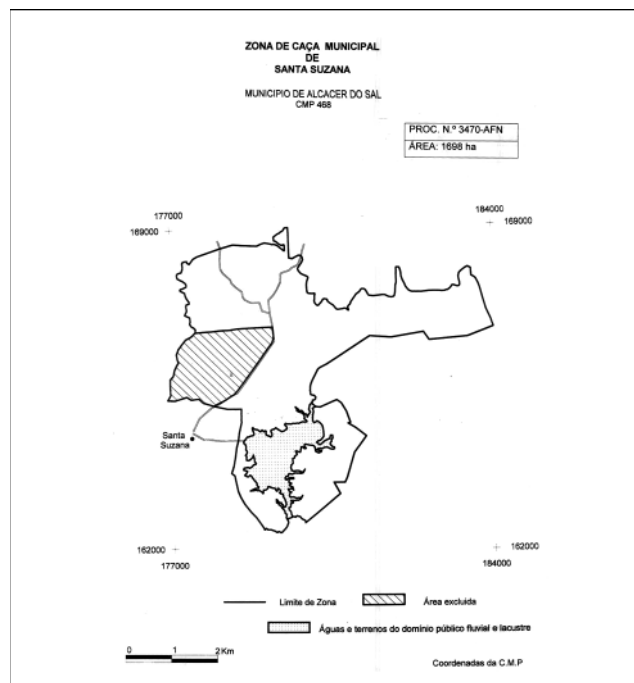 ZONA DE CAÇA MUNICIPAL
DE
SANTA SUZANA
MUNICIPIO DE ALCACER DO SAL
CMP 468
PROC. N.º 3470-AFN
ÁREA: 1698 ha
177000
184000
169000
169000
Santa
Suzana
162000
162000
177000
184000
Limite de Zona
Área excluida
Águas e terrenos do domínio público fluvial e lacustre
0 1 2 Km
Coordenadas da C.M.P